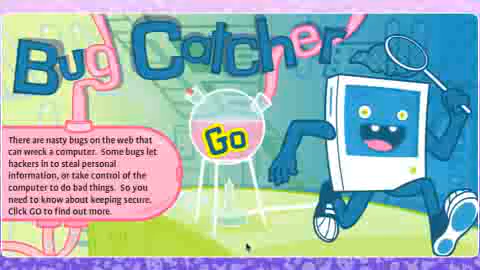 Bug Catcher
Go
There are nasty bugs on the web that
can wreck a computer. Some bugs let
hackers in to steal personal
information, or take control of the
computer to do bad things. So you
need to know about keeping secure.
Click GO to find out more.